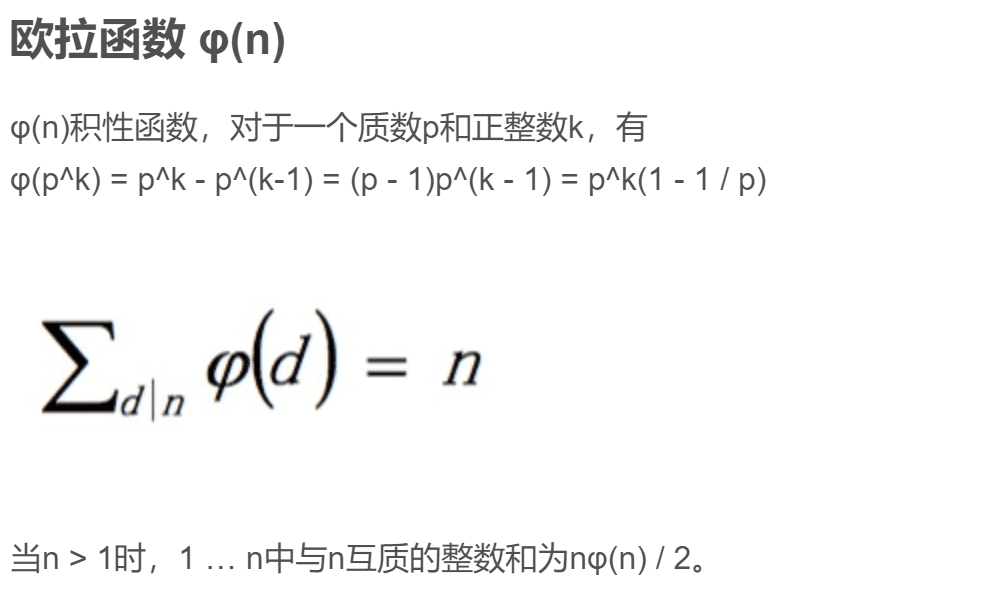 欧拉函数 φ(n)
φ(n)积性函数，对于一个质数p和正整数k，有
φ(p^k) = p^k - p^(k-1) = (p - 1)p^(k - 1) = p^k(1 - 1 / p)
∑d|n φ(d) = n
当n > 1时，1 … n中与n互质的整数和为nφ(n) / 2。